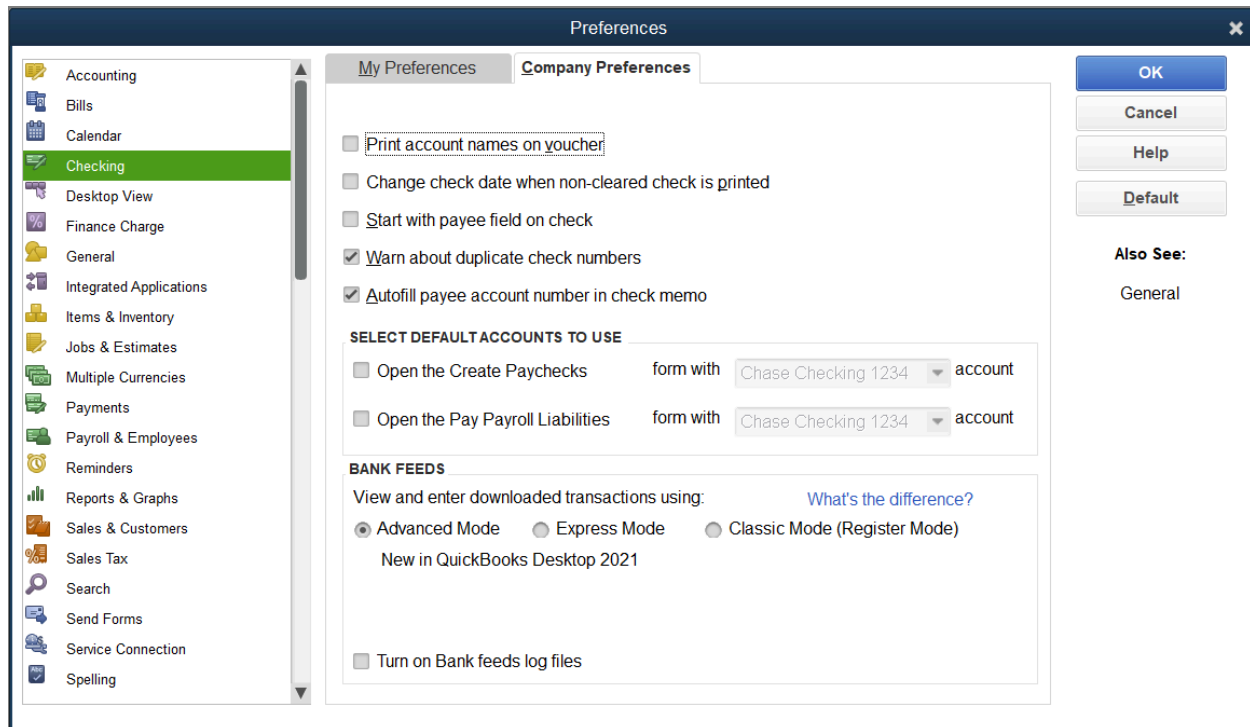 Preferences
Accounting
Bills
Calendar
Checking
Desktop View
Finance Charge
General
Integrated Applications
Items & Inventory
Jobs & Estimates
Multiple Currencies
Payments
Payroll & Employees
Reminders
Reports & Graphs
Sales & Customers
Sales Tax
Search
Send Forms
Service Connection
Spelling
My Preferences
Company Preferences
Print account names on voucher
Change check date when non-cleared check is printed
Start with payee field on check
Warn about duplicate check numbers
Autofill payee account number in check memo
SELECT DEFAULT ACCOUNTS TO USE
Open the Create Paychecks form with Chase Checking 1234 account
Open the Pay Payroll Liabilities form with Chase Checking 1234 account
BANK FEEDS
View and enter downloaded transactions using: What's the difference?
Advanced Mode Express Mode Classic Mode (Register Mode)
New in QuickBooks Desktop 2021
Turn on Bank feeds log files
OK
Cancel
Help
Default
Also See:
General